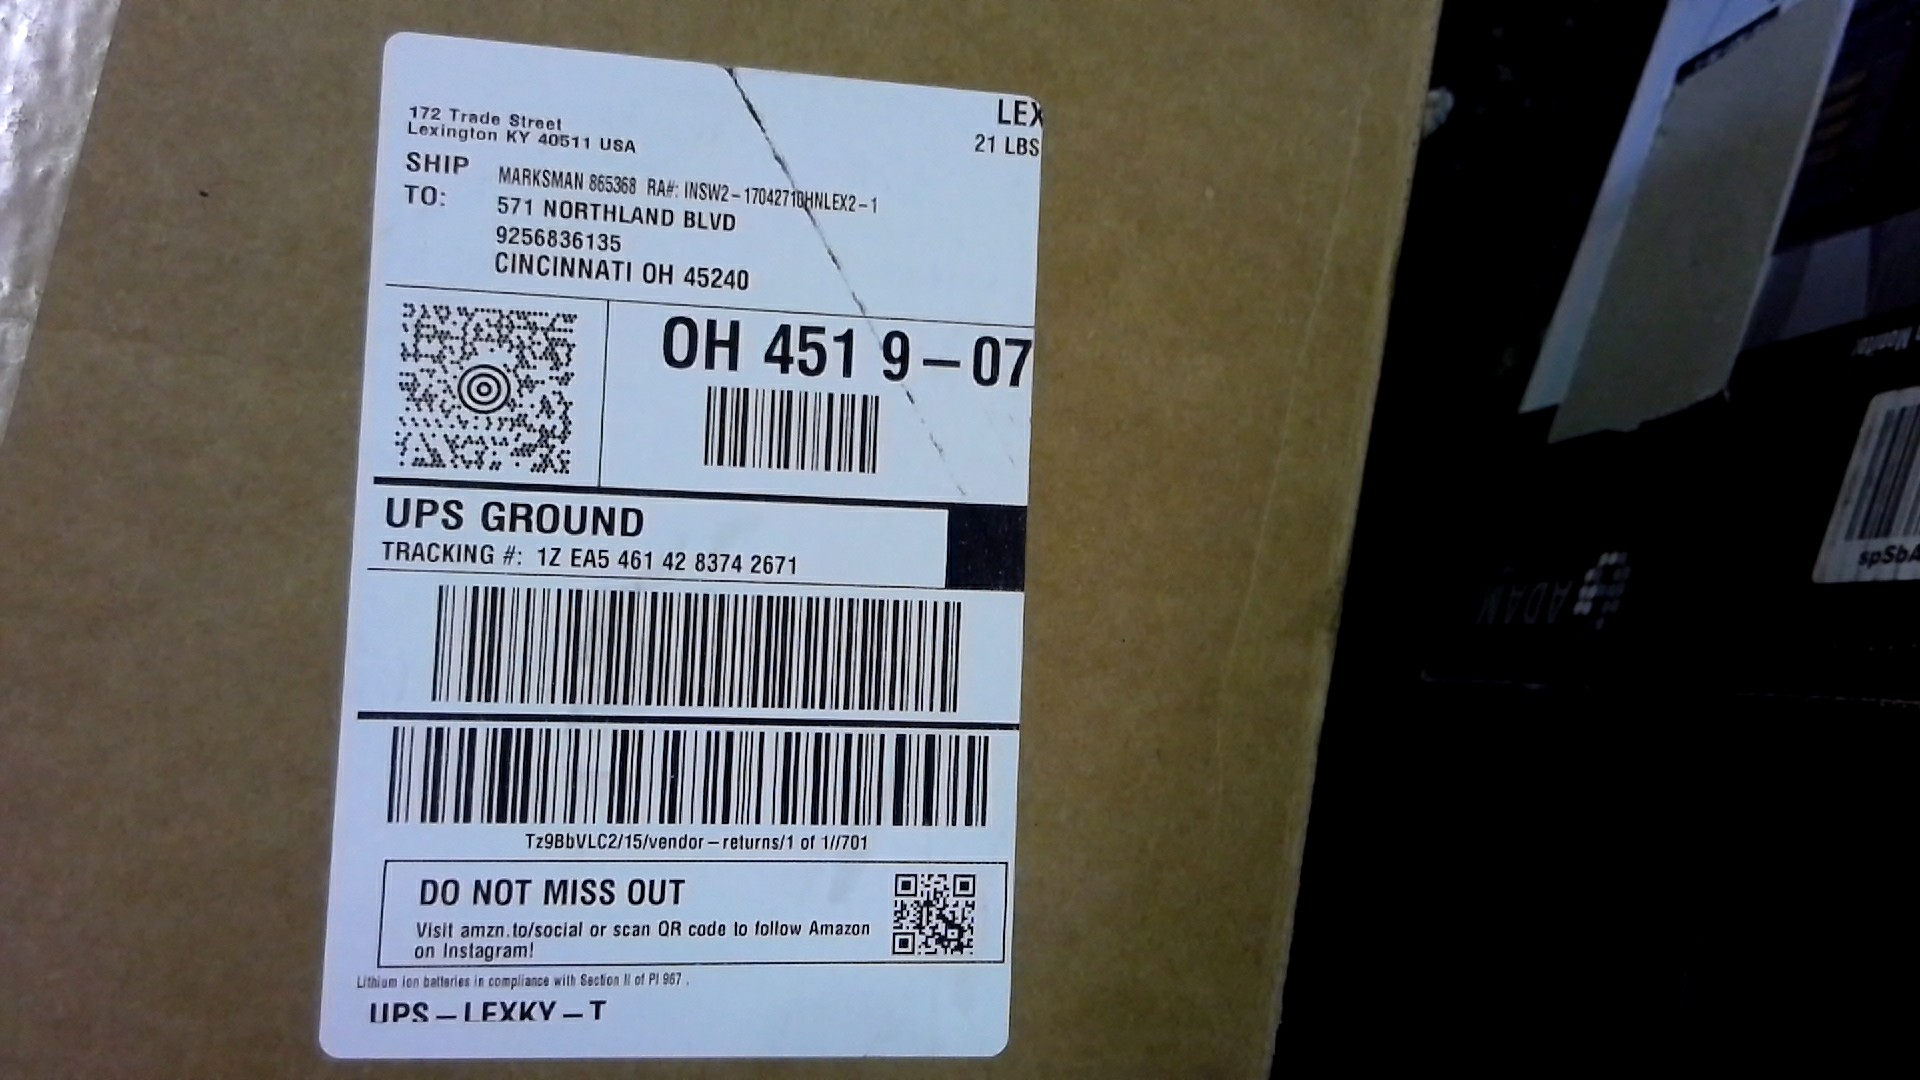 172 Trade Street
Lexington KY 40511 USA
LEX
21 LBS
SHIP
TO:
MARKSMAN 865368 RA#: INSW2-17042710HNLEX2-1
571 NORTHLAND BLVD
9256836135
CINCINNATI OH 45240
OH 451 9-07
UPS GROUND
TRACKING #: 1Z EA5 461 42 8374 2671
Tz9BbVLC2/15/vendor-returns/1 of 1//701
DO NOT MISS OUT
Visit amzn.to/social or scan QR code to follow Amazon
on Instagram!
Lithium ion batteries in compliance with Section II of PI 967 .
UPS-LEXKY-T
ADAM
spSbA